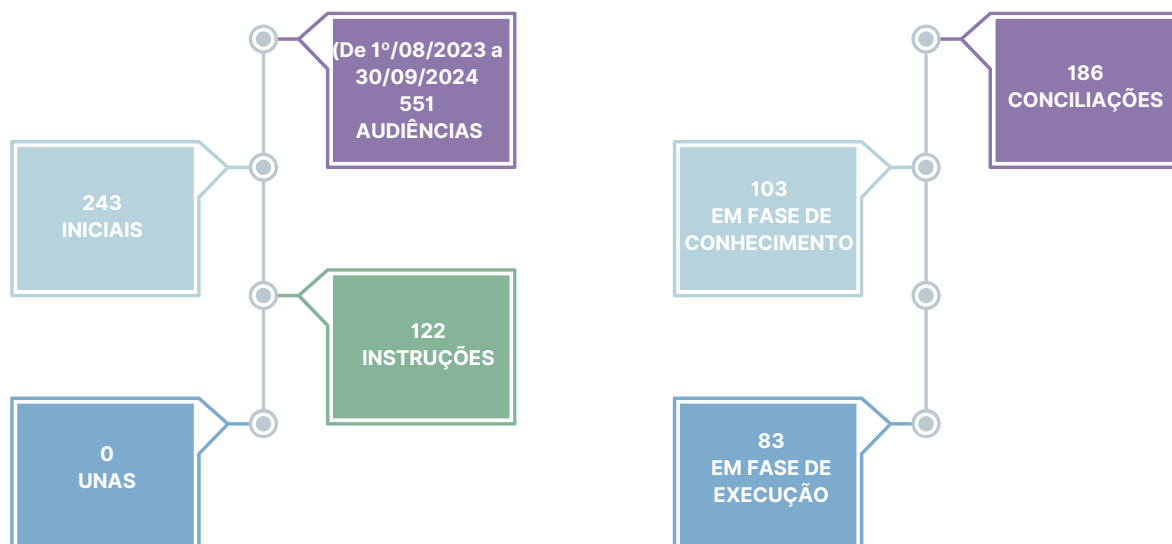 (De 1º/08/2023 a
30/09/2024
551
AUDIÊNCIAS
243
INICIAIS
122
INSTRUÇÕES
0
UNAS
186
CONCILIAÇÕES
103
EM FASE DE
CONHECIMENTO
83
EM FASE DE
EXECUÇÃO